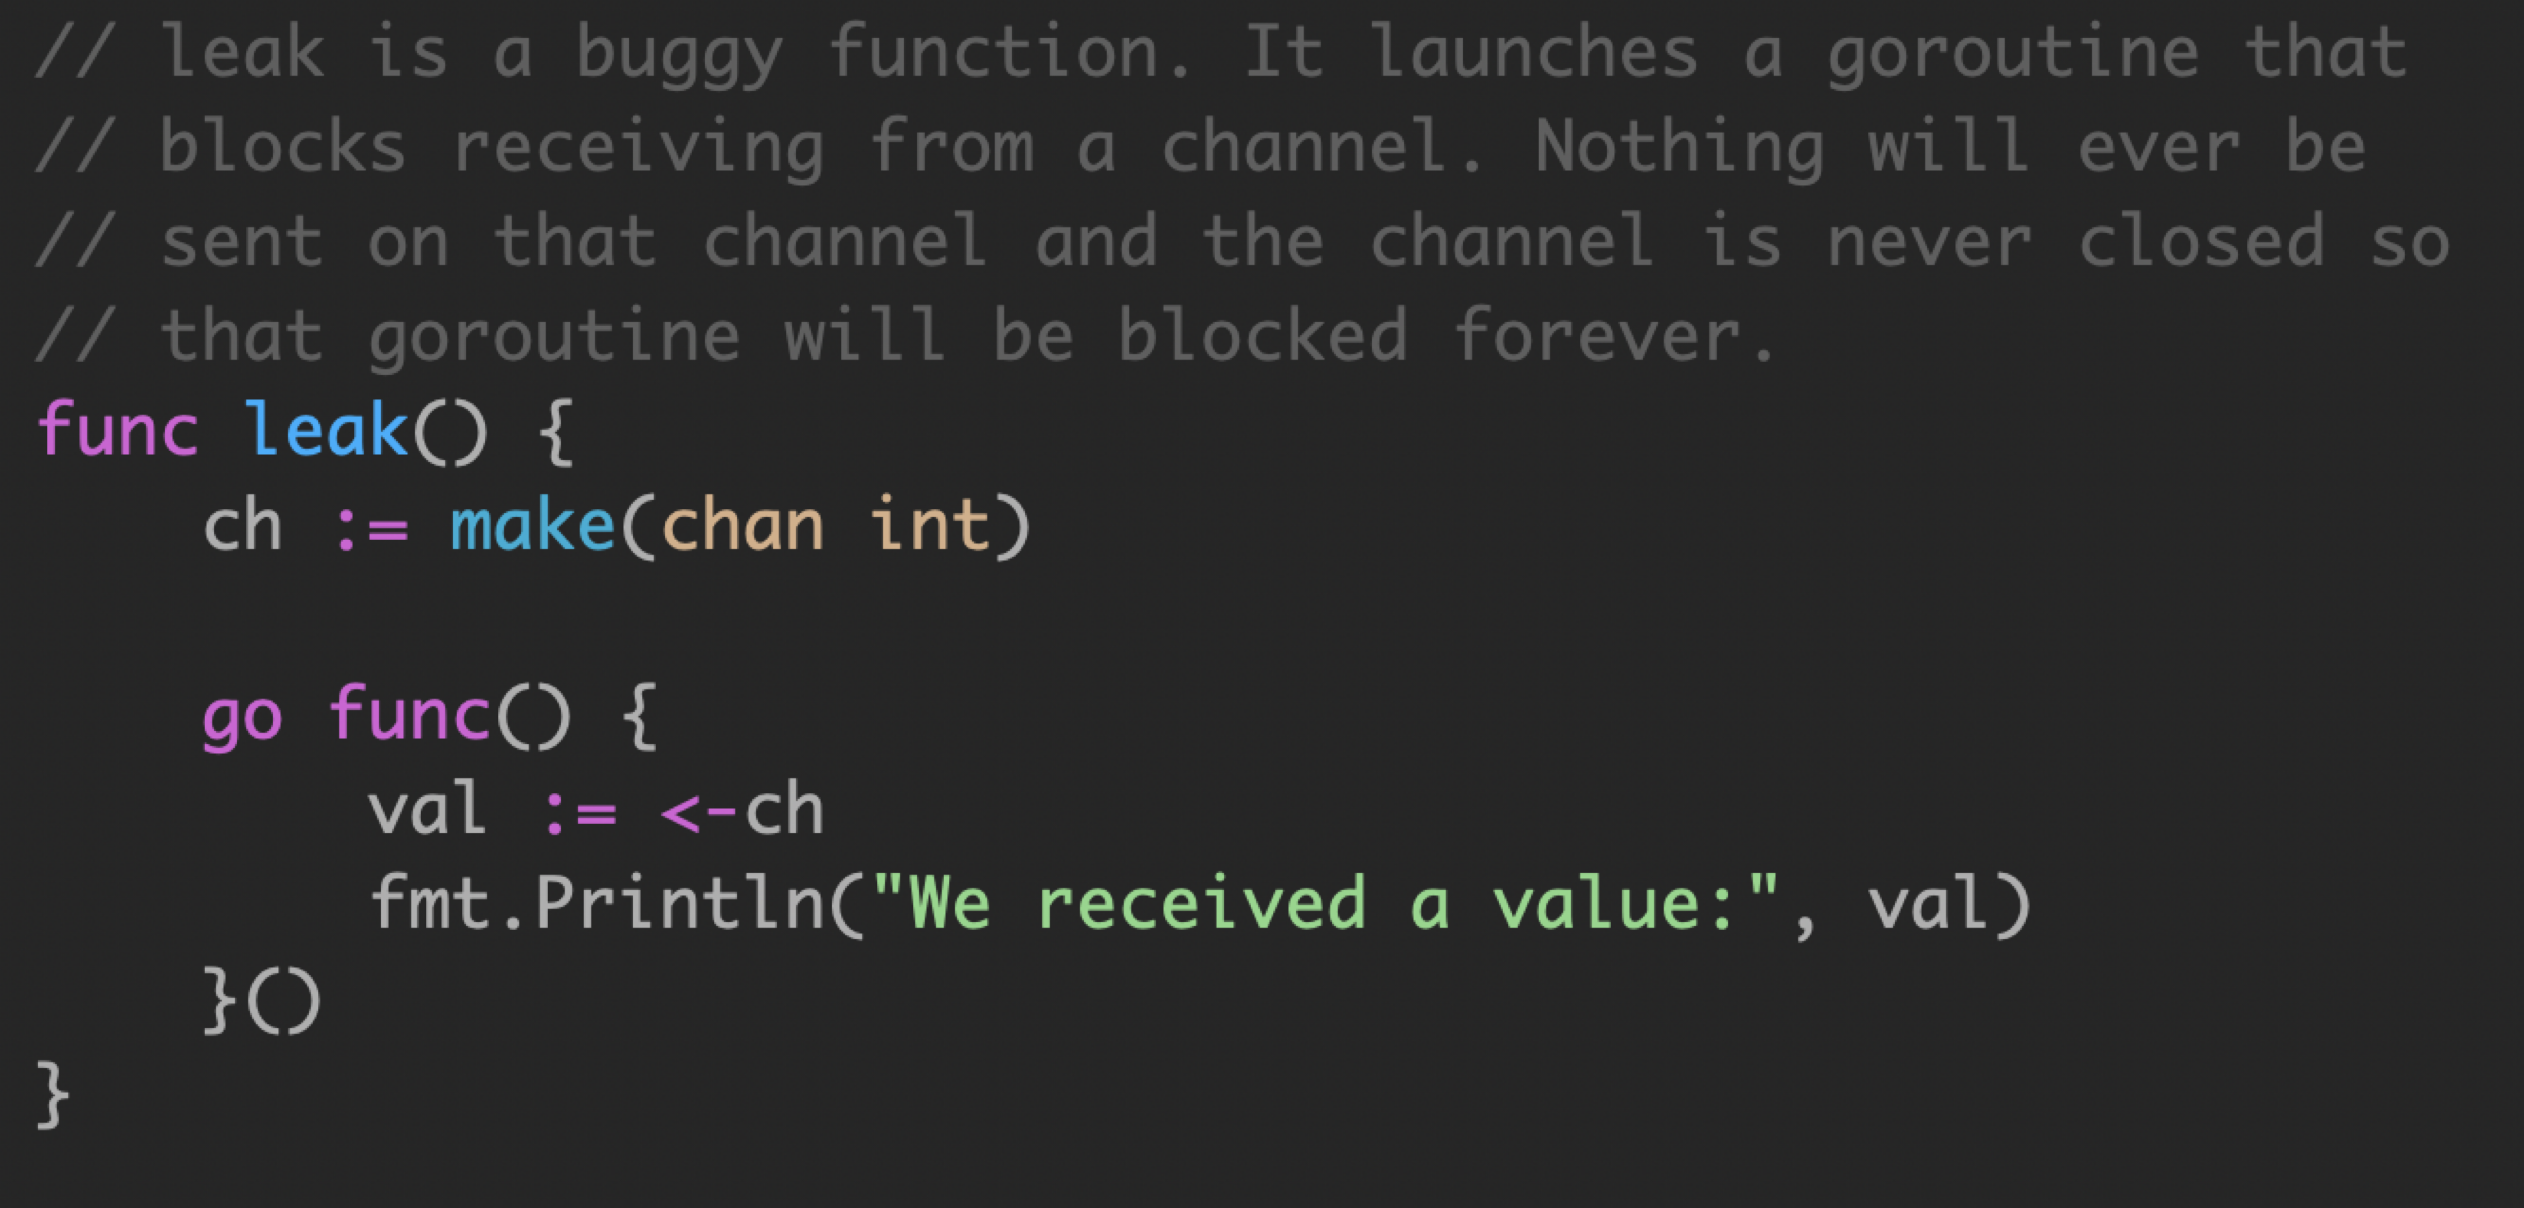 // leak is a buggy function. It launches a goroutine that
// blocks receiving from a channel. Nothing will ever be
// sent on that channel and the channel is never closed so
// that goroutine will be blocked forever.
func leak() {
    ch := make(chan int)

    go func() {
        val := <-ch
        fmt.Println("We received a value:", val)
    }()
}